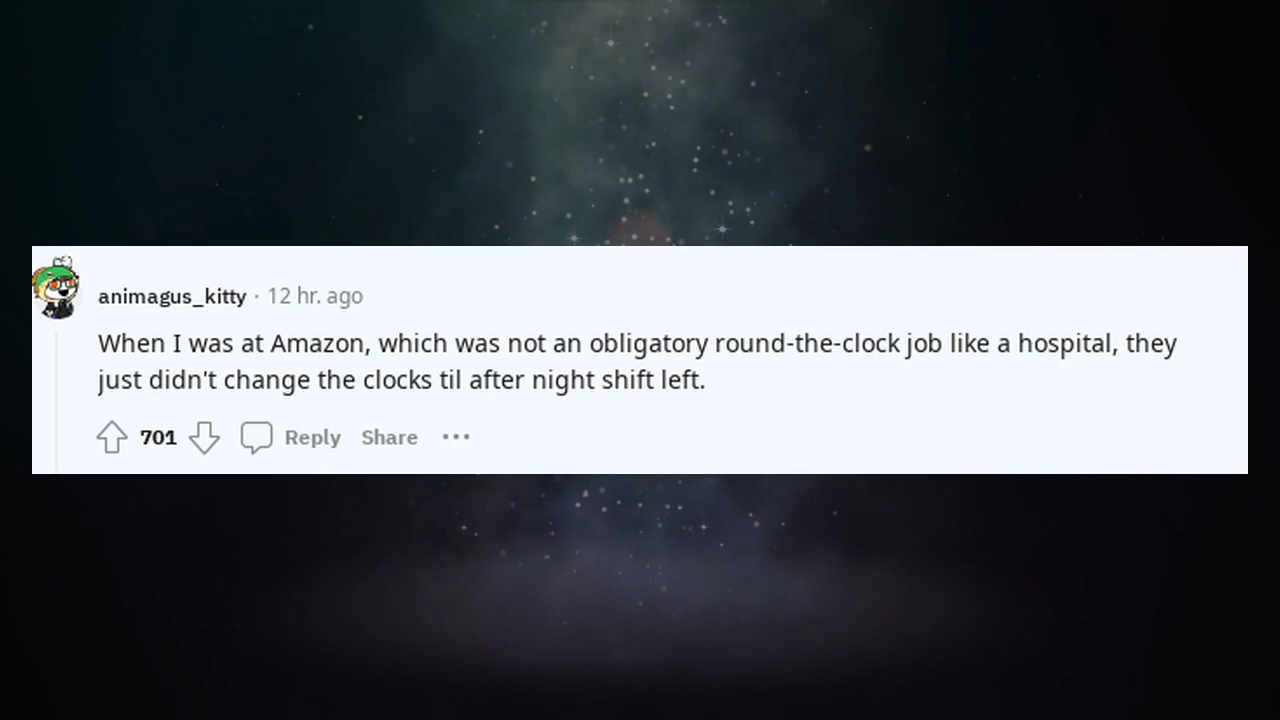 animagus_kitty · 12 hr. ago
When I was at Amazon, which was not an obligatory round-the-clock job like a hospital, they
just didn't change the clocks til after night shift left.
701 Reply Share •••